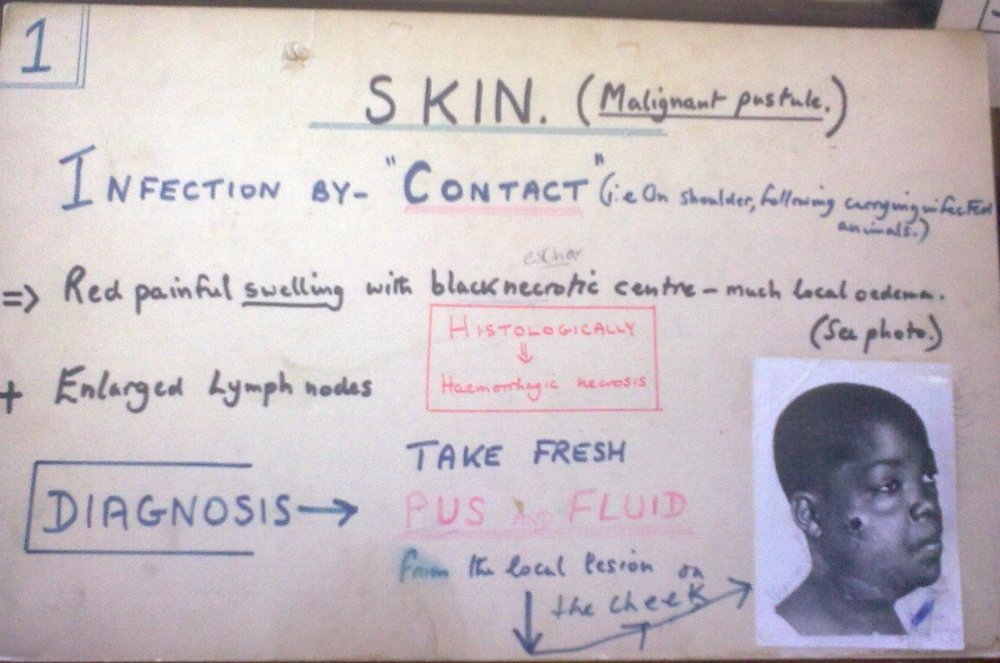 1
SKIN. (Malignant pustule.)
INFECTION BY- "CONTACT" (i.e On shoulder, following carrying infected
animals.)
eschar
=> Red painful swelling with black necrotic centre - much local oedema.
(See photo.)
HISTOLOGICALLY
⇓
Haemorrhagic necrosis
+ Enlarged Lymph nodes
TAKE FRESH
DIAGNOSIS →
PUS AND FLUID
From the local lesion on
the cheek